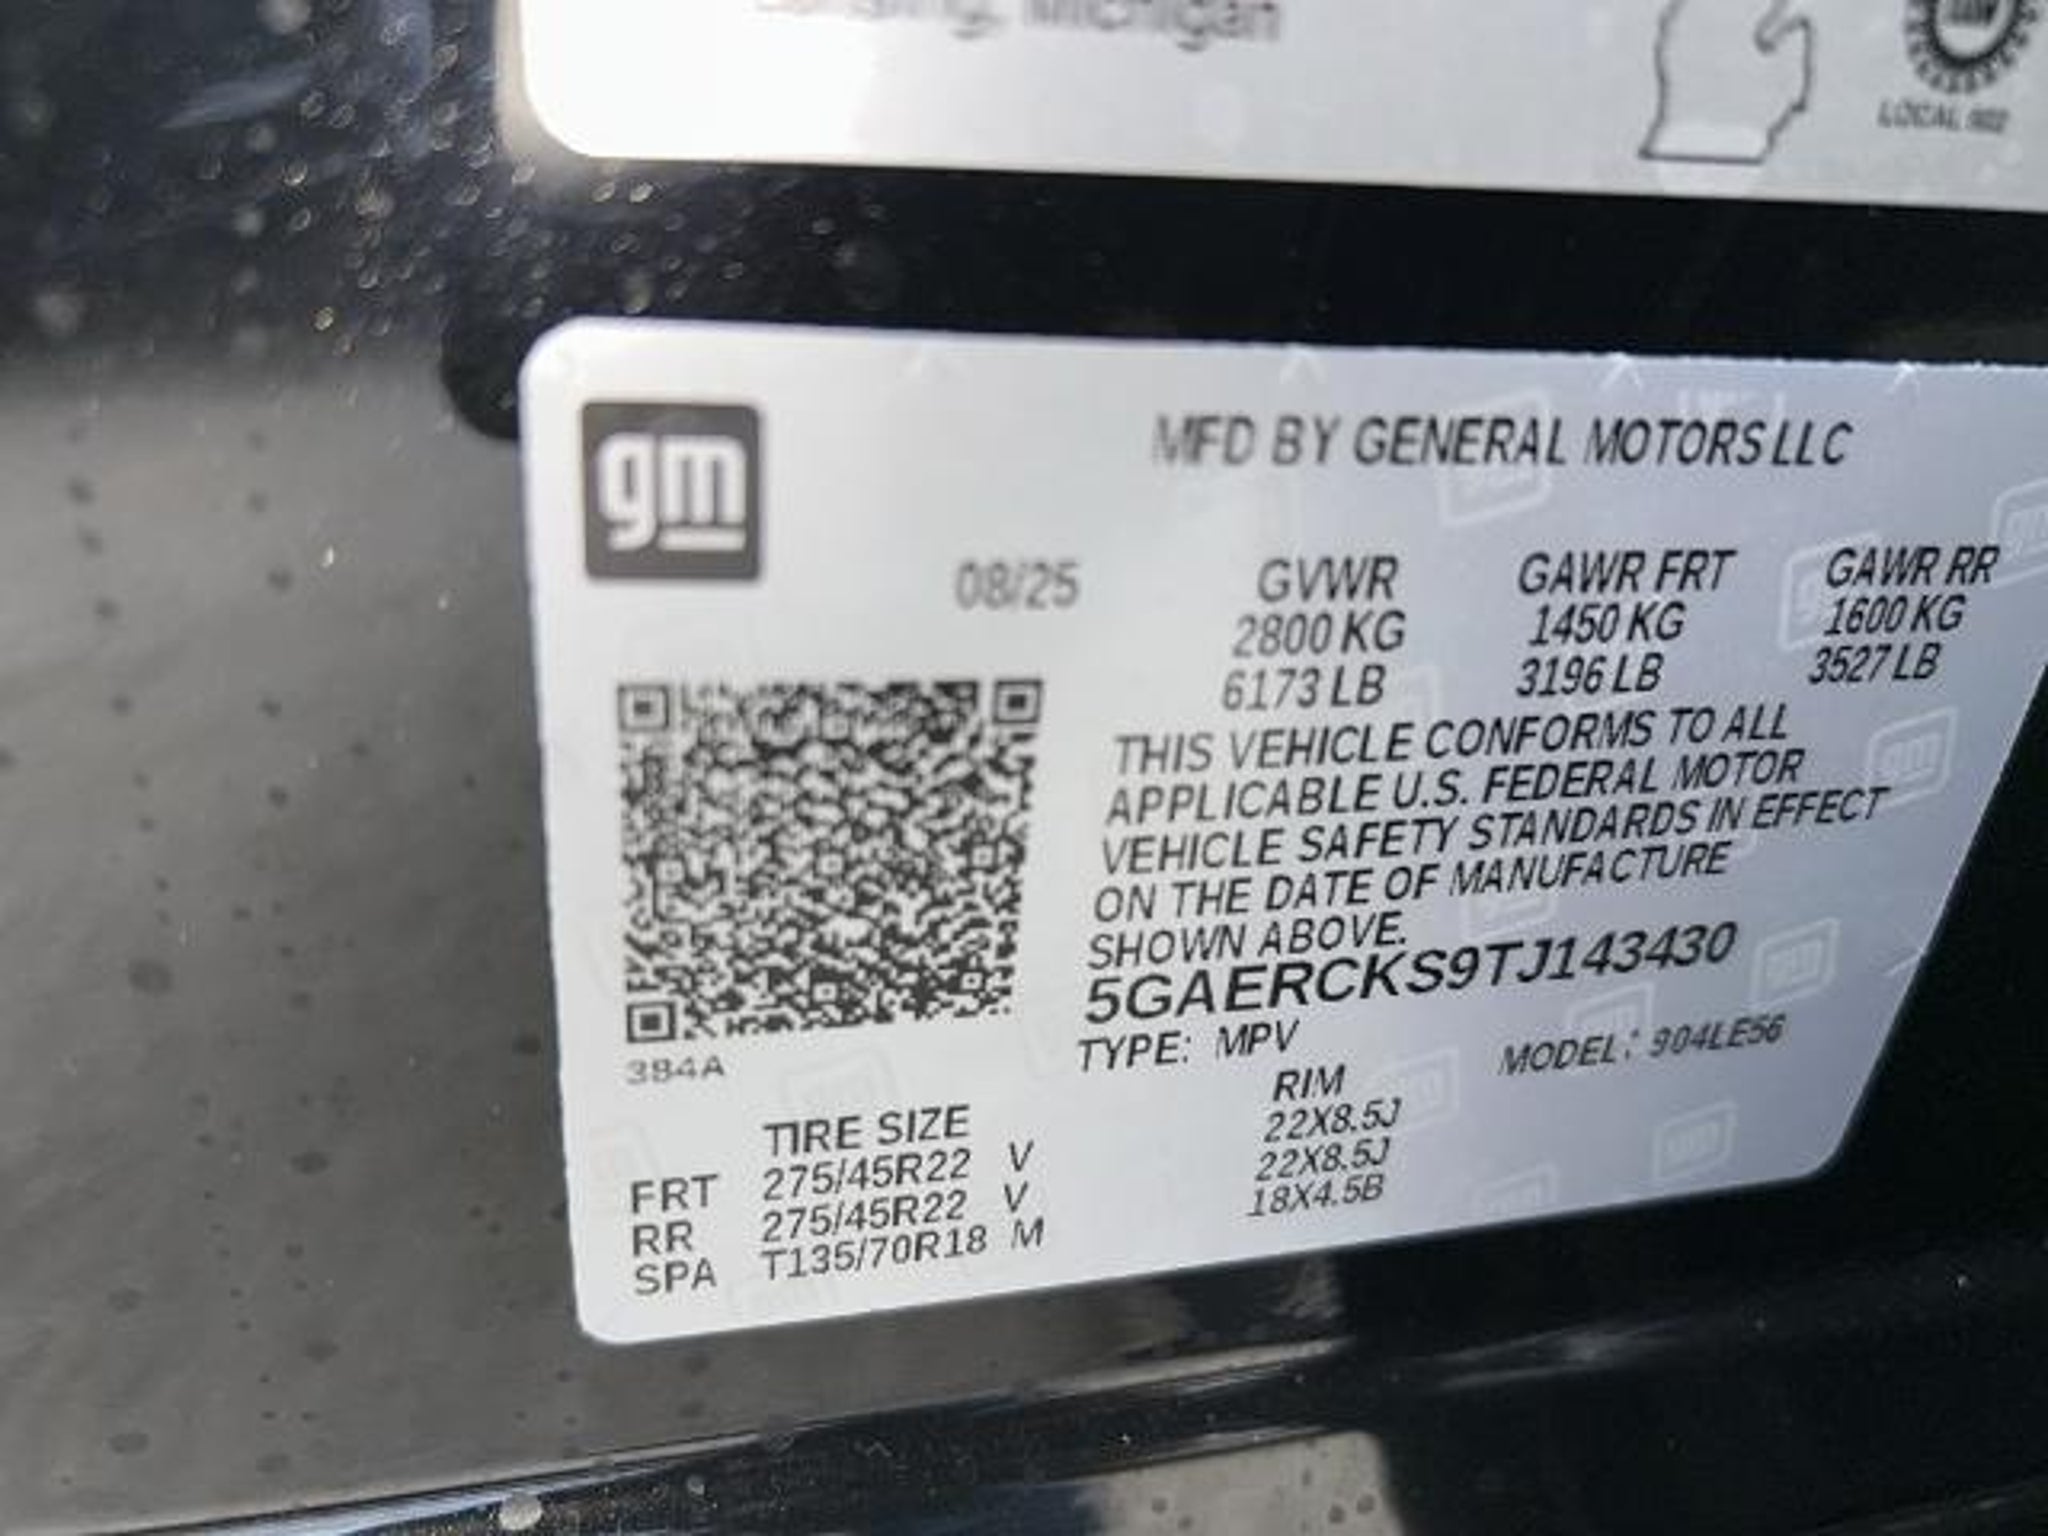 Lansing, Michigan
LOCAL 602
gm
MFD BY GENERAL MOTORS LLC
08/25
GVWR GAWR FRT GAWR RR
2800 KG 1450 KG 1600 KG
6173 LB 3196 LB 3527 LB
THIS VEHICLE CONFORMS TO ALL
APPLICABLE U.S. FEDERAL MOTOR
VEHICLE SAFETY STANDARDS IN EFFECT
ON THE DATE OF MANUFACTURE
SHOWN ABOVE.
5GAERCKS9TJ143430
TYPE: MPV MODEL: 904LE56
384A
TIRE SIZE RIM
FRT 275/45R22 V 22X8.5J
RR 275/45R22 V 22X8.5J
SPA T135/70R18 M 18X4.5B